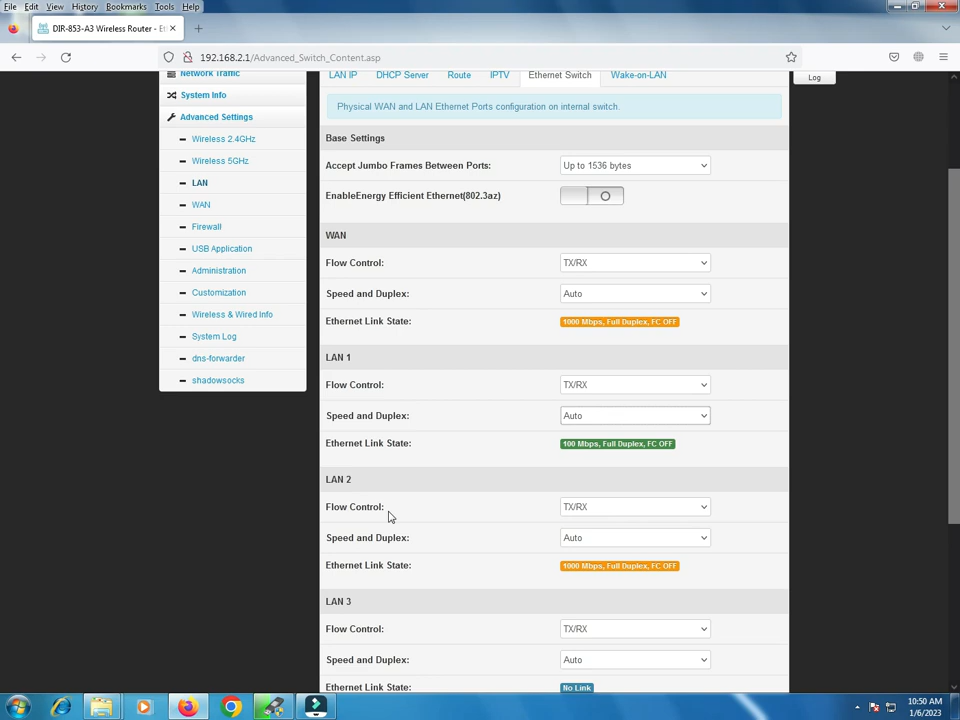 File Edit View History Bookmarks Tools Help
DIR-853-A3 Wireless Router - Et
192.168.2.1/Advanced_Switch_Content.asp
Network Traffic
System Info
Advanced Settings
Wireless 2.4GHz
Wireless 5GHz
LAN
WAN
Firewall
USB Application
Administration
Customization
Wireless & Wired Info
System Log
dns-forwarder
shadowsocks
LAN IP DHCP Server Route IPTV Ethernet Switch Wake-on-LAN
Log
Physical WAN and LAN Ethernet Ports configuration on internal switch.
Base Settings
Accept Jumbo Frames Between Ports: Up to 1536 bytes
EnableEnergy Efficient Ethernet(802.3az)
WAN
Flow Control: TX/RX
Speed and Duplex: Auto
Ethernet Link State: 1000 Mbps, Full Duplex, FC OFF
LAN 1
Flow Control: TX/RX
Speed and Duplex: Auto
Ethernet Link State: 100 Mbps, Full Duplex, FC OFF
LAN 2
Flow Control: TX/RX
Speed and Duplex: Auto
Ethernet Link State: 1000 Mbps, Full Duplex, FC OFF
LAN 3
Flow Control: TX/RX
Speed and Duplex: Auto
Ethernet Link State: No Link
10:50 AM
1/6/2023